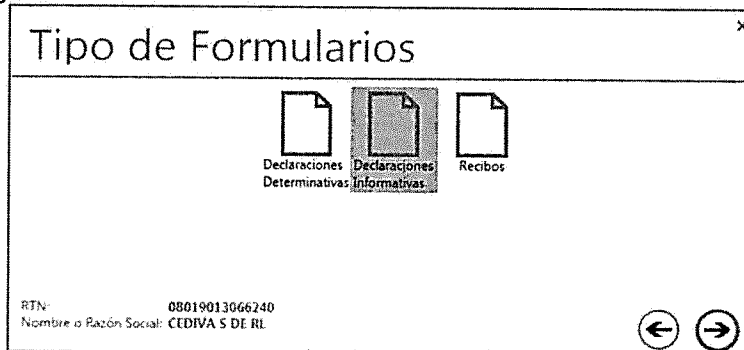 Tipo de Formularios
Declaraciones Determinativas
Declaraciones Informativas
Recibos
RTN: 08019013066240
Nombre o Razón Social: CEDIVA S DE RL